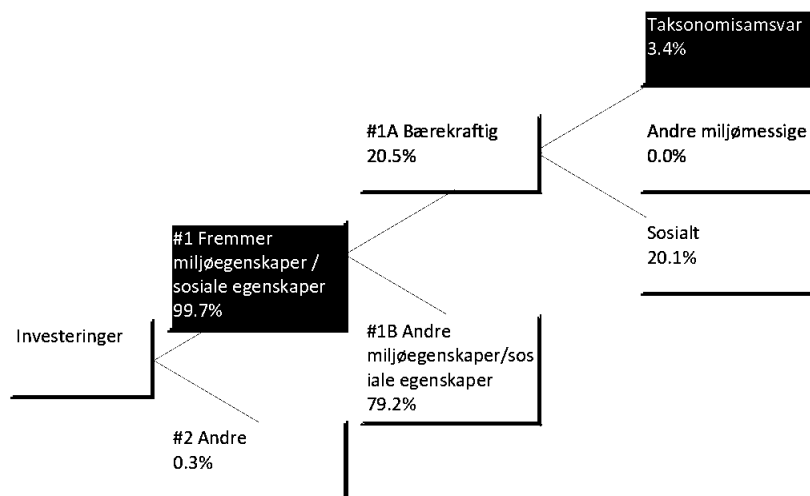 Taksonomisamsvar
3.4%
#1A Bærekraftig
20.5%
Andre miljømessige
0.0%
#1 Fremmer
miljøegenskaper /
sosiale egenskaper
99.7%
Sosialt
20.1%
Investeringer
#1B Andre
miljøegenskaper/sos
iale egenskaper
79.2%
#2 Andre
0.3%